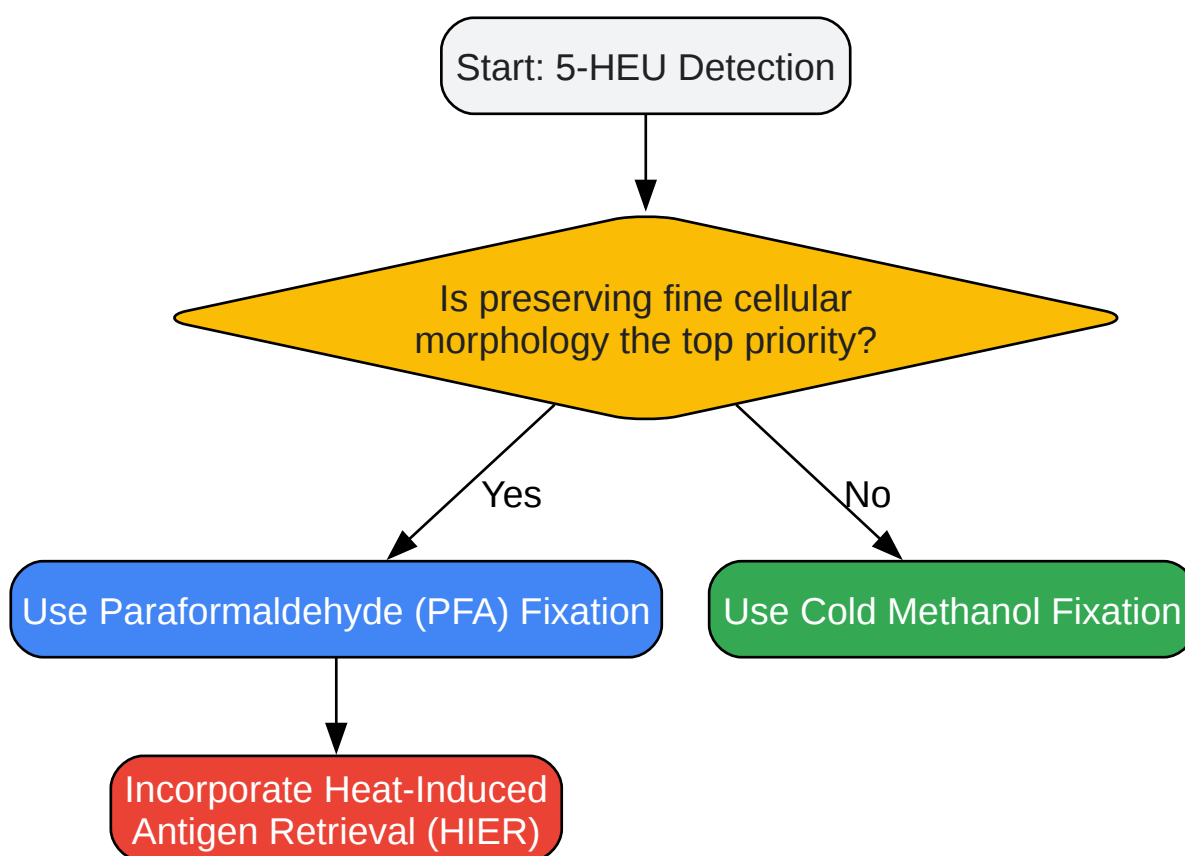 Start: 5-HEU Detection
Is preserving fine cellular
morphology the top priority?
Yes
No
Use Paraformaldehyde (PFA) Fixation
Use Cold Methanol Fixation
Incorporate Heat-Induced
Antigen Retrieval (HIER)